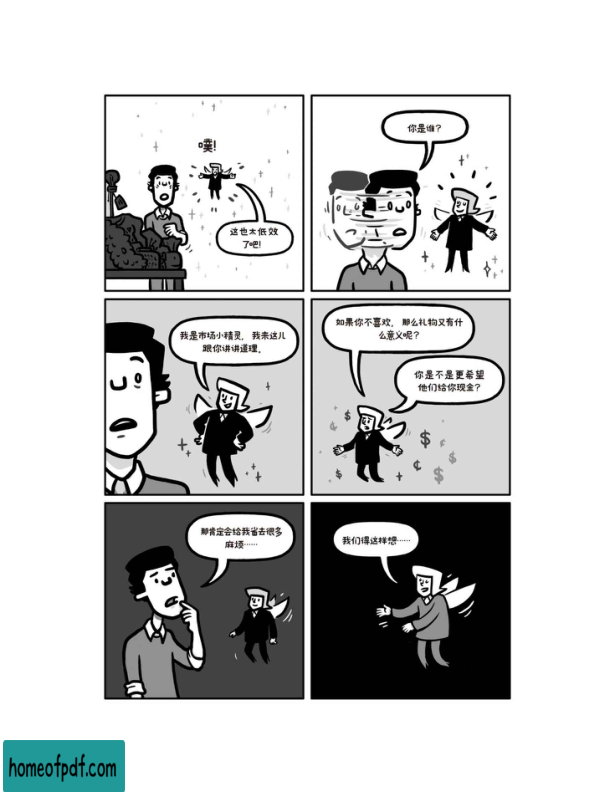 噗!
这也太低效
了吧!
你是谁?
我是市场小精灵, 我来这儿
跟你讲讲道理。
如果你不喜欢, 那么礼物又有什
么意义呢?
你是不是更希望
他们给你现金?
那肯定会给我省去很多
麻烦……
我们得这样想……
homeofpdf.com